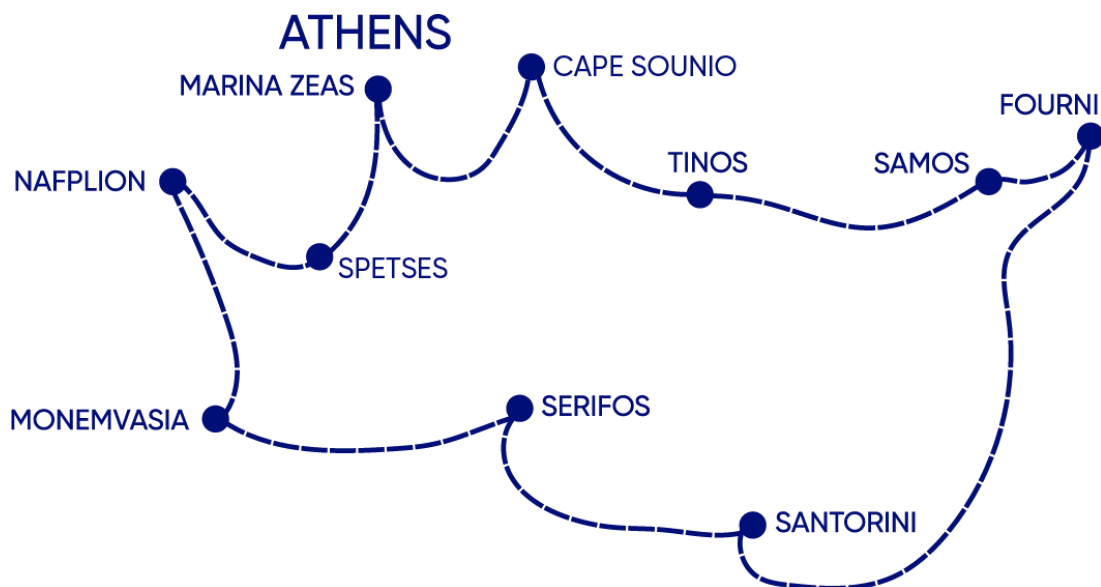 ATHENS
CAPE SOUNIO
MARINA ZEAS
FOURNI
TINOS
SAMOS
NAFPLION
SPETSES
SERIFOS
MONEMVASIA
SANTORINI